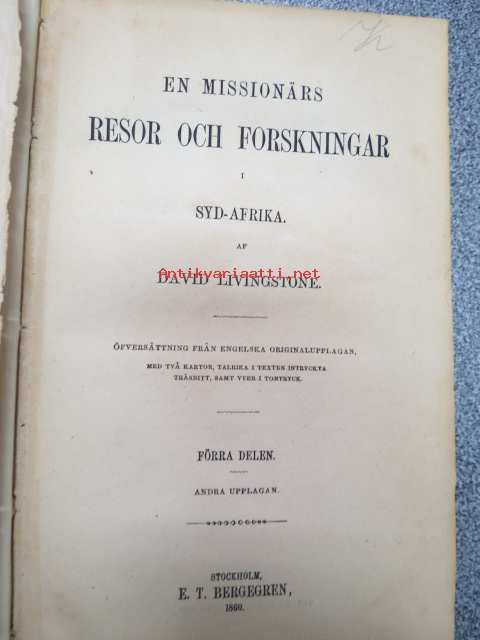 EN MISSIONÄRS
RESOR OCH FORSKNINGAR
I
SYD-AFRIKA.
AF
Antikvariaatti.net
DAVID LIVINGSTONE.
ÖFVERSÄTTNING FRÅN ENGELSKA ORIGINALUPPLAGAN,
MED TVÅ KARTOR, TALRIKA I TEXTEN INTRYCKTA
TRÄSNITT, SAMT VYER I TONTRYCK.
FÖRRA DELEN.
ANDRA UPPLAGAN.
STOCKHOLM,
E. T. BERGEGREN,
1860.